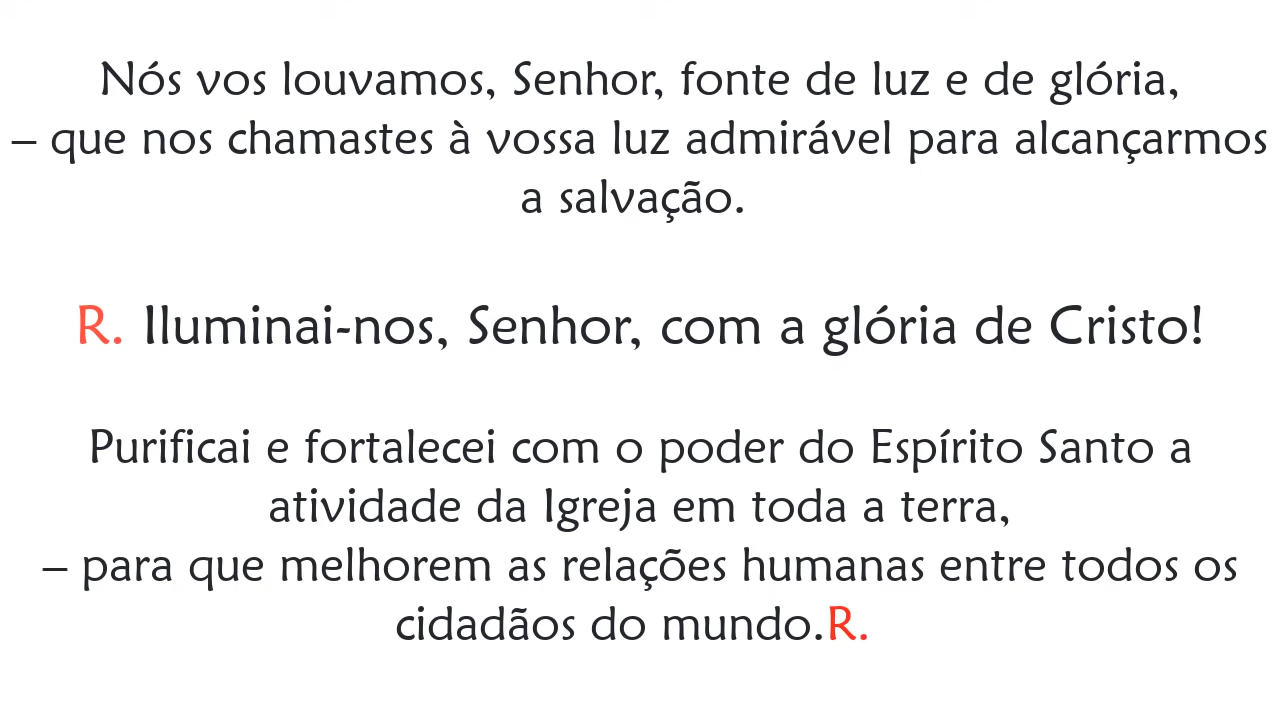 Nós vos louvamos, Senhor, fonte de luz e de glória,
– que nos chamastes à vossa luz admirável para alcançarmos
a salvação.
R. Iluminai-nos, Senhor, com a glória de Cristo!
Purificai e fortalecei com o poder do Espírito Santo a
atividade da Igreja em toda a terra,
– para que melhorem as relações humanas entre todos os
cidadãos do mundo.R.